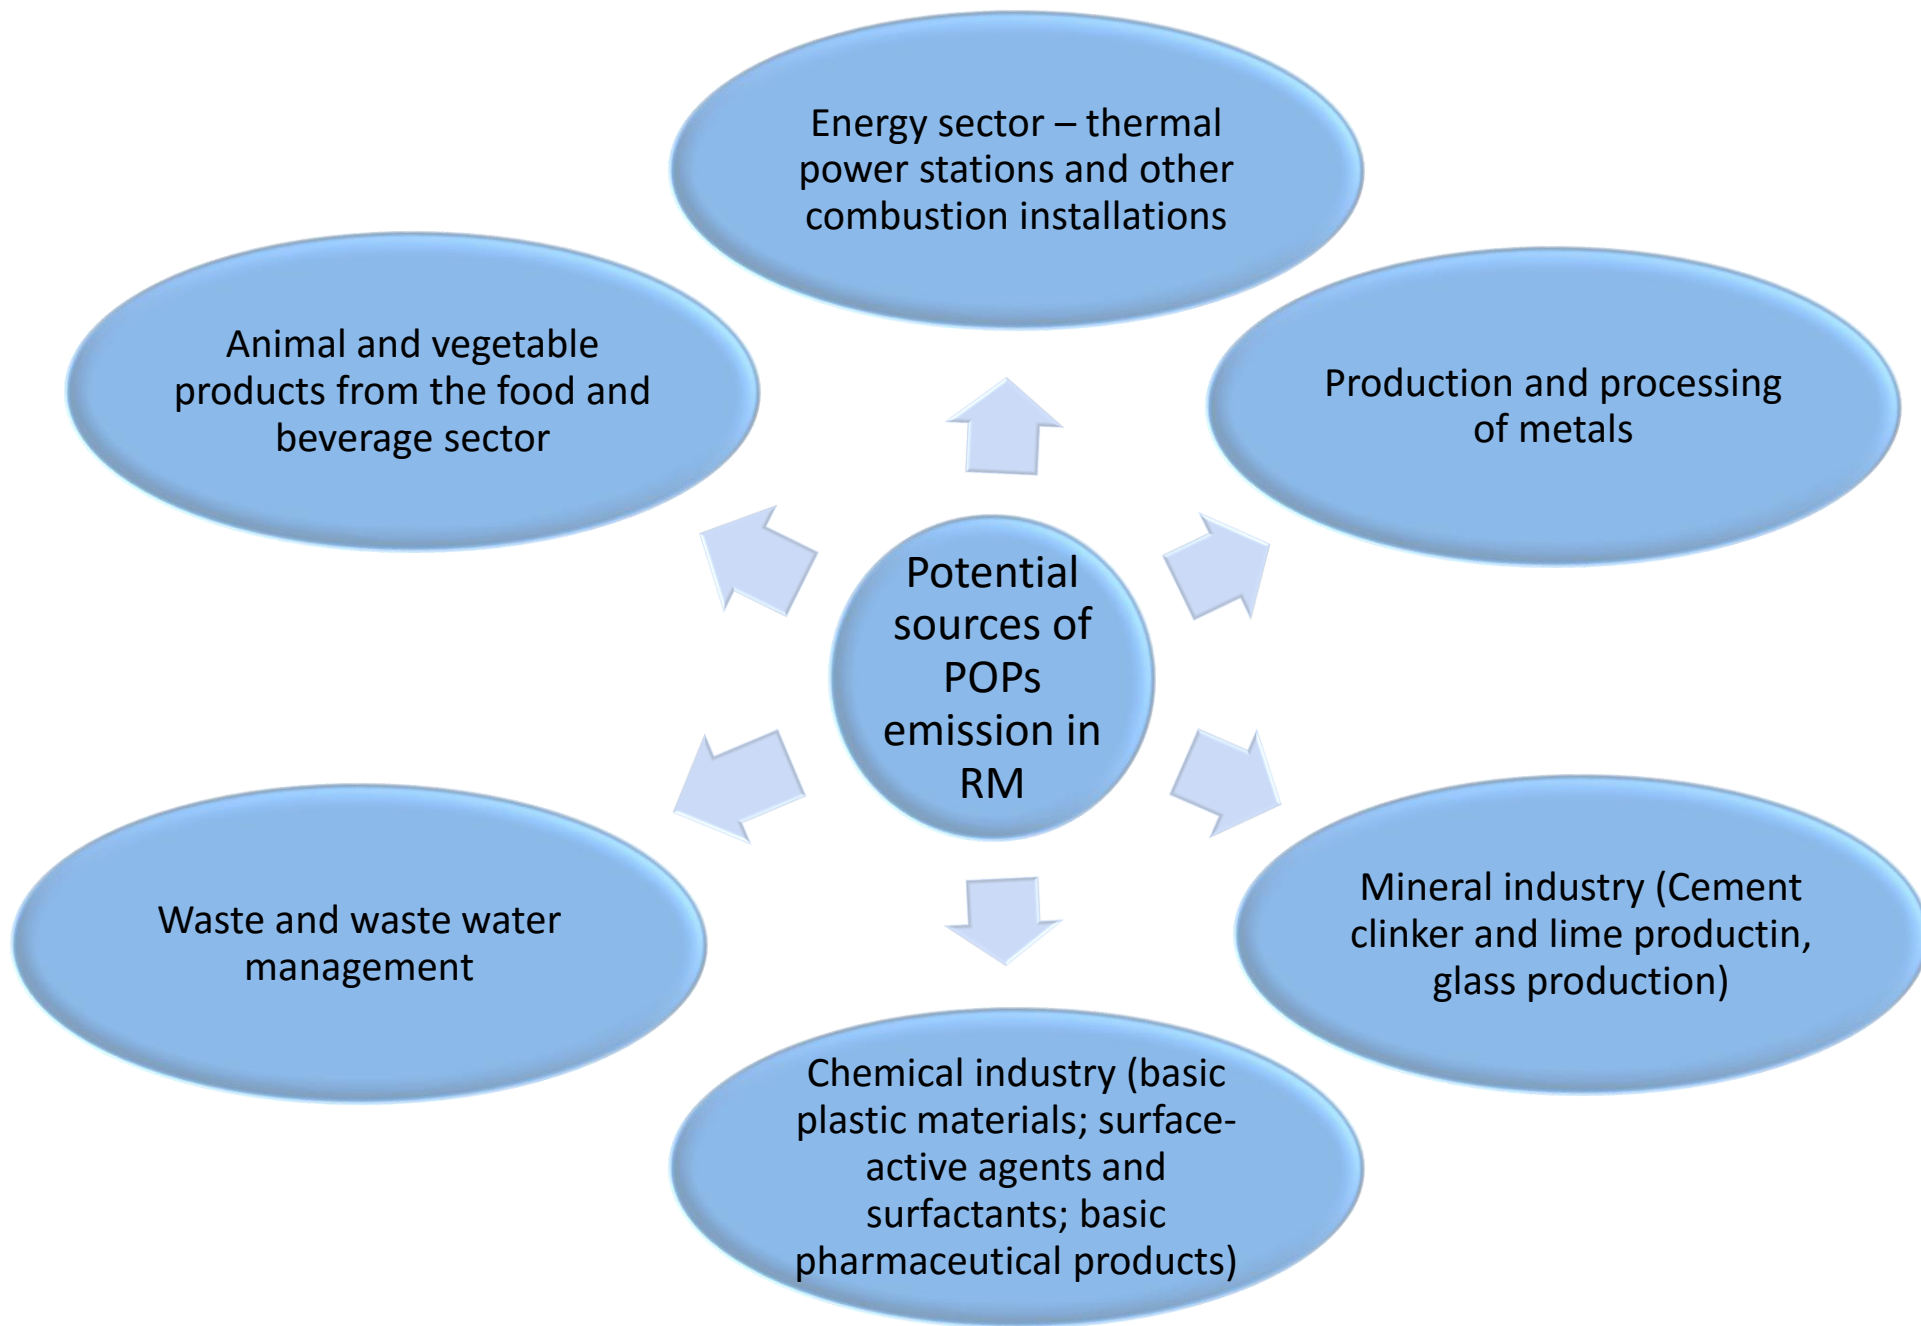 Energy sector – thermal
power stations and other
combustion installations
Animal and vegetable
products from the food and
beverage sector
Production and processing
of metals
Potential
sources of
POPs
emission in
RM
Waste and waste water
management
Mineral industry (Cement
clinker and lime productin,
glass production)
Chemical industry (basic
plastic materials; surface-
active agents and
surfactants; basic
pharmaceutical products)